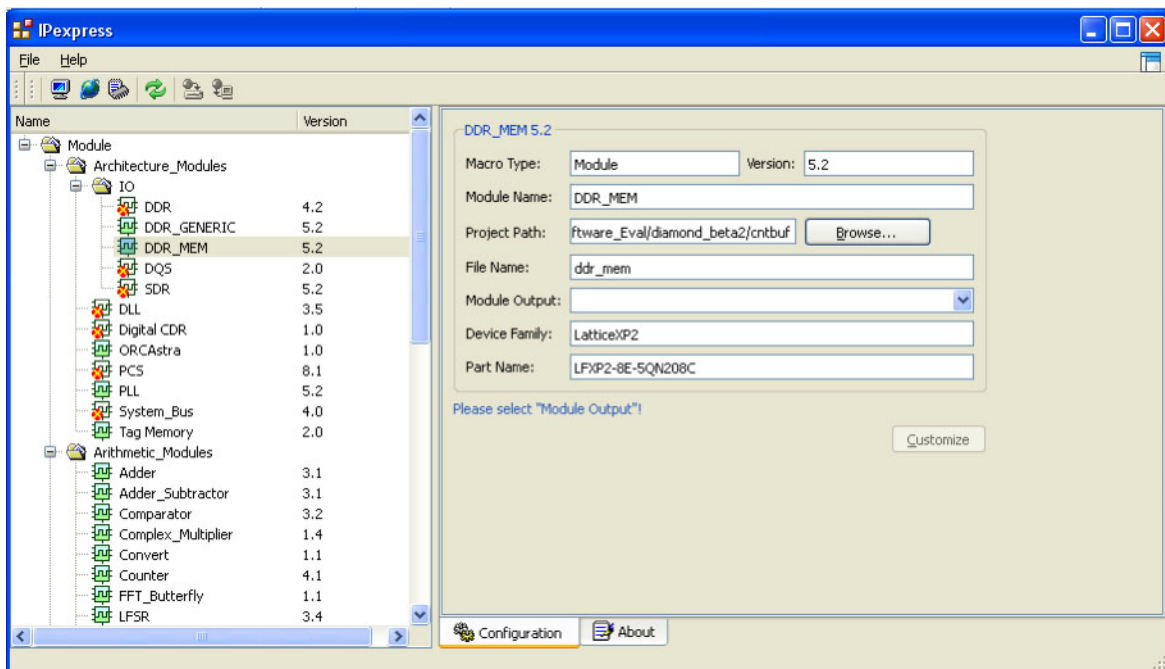 IPexpress
File Help
Name Version
Module
Architecture_Modules
IO
DDR 4.2
DDR_GENERIC 5.2
DDR_MEM 5.2
DQS 2.0
SDR 5.2
DLL 3.5
Digital CDR 1.0
ORCAstra 1.0
PCS 8.1
PLL 5.2
System_Bus 4.0
Tag Memory 2.0
Arithmetic_Modules
Adder 3.1
Adder_Subtractor 3.1
Comparator 3.2
Complex_Multiplier 1.4
Convert 1.1
Counter 4.1
FFT_Butterfly 1.1
LFSR 3.4
DDR_MEM 5.2
Macro Type: Module Version: 5.2
Module Name: DDR_MEM
Project Path: ftware_Eval/diamond_beta2/cntbuf Browse...
File Name: ddr_mem
Module Output:
Device Family: LatticeXP2
Part Name: LFXP2-8E-5QN208C
Please select "Module Output"!
Customize
Configuration About